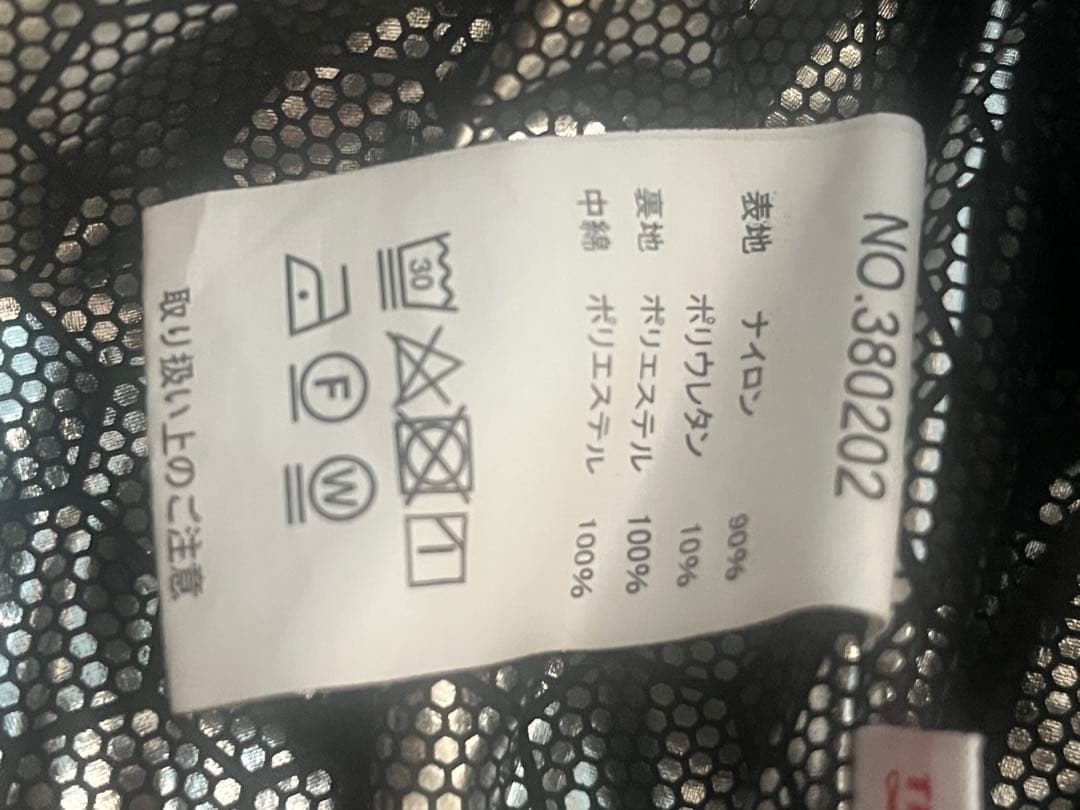 NO.380202
表地 ナイロン 90%
ポリウレタン 10%
裏地 ポリエステル 100%
中綿 ポリエステル 100%
30
F W
取り扱い上のご注意